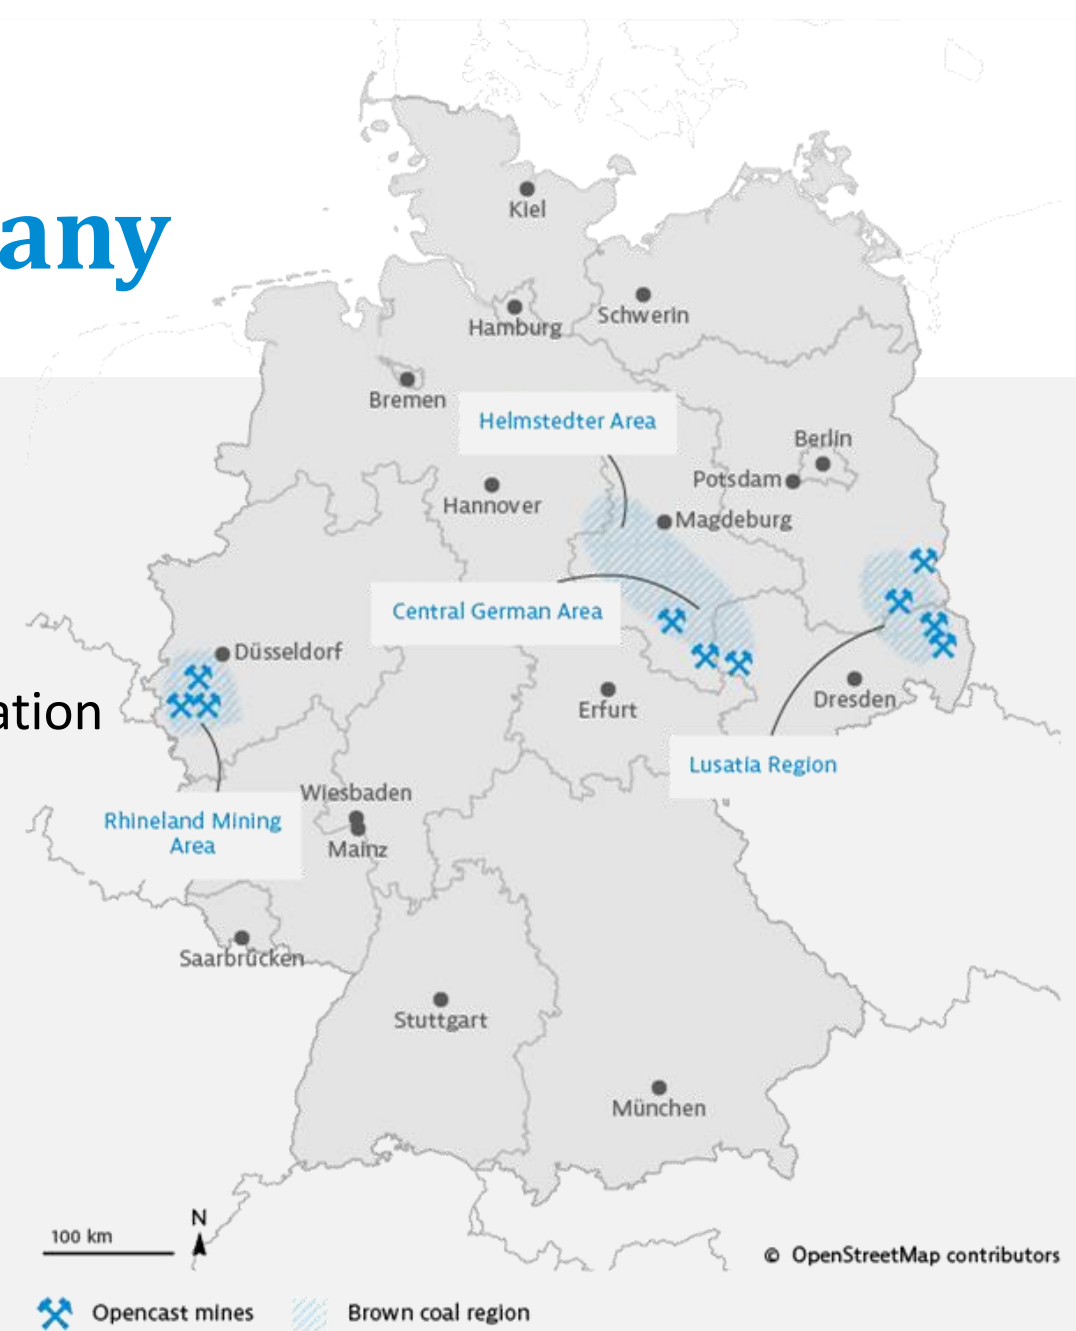 any
Kiel
Schwerin
Hamburg
Bremen
Helmstedter Area
Berlin
Potsdam
Hannover
Magdeburg
Central German Area
Düsseldorf
Erfurt
Dresden
ation
Lusatia Region
Wiesbaden
Rhineland Mining
Area
Mainz
Saarbrücken
Stuttgart
München
N
100 km
© OpenStreetMap contributors
Opencast mines
Brown coal region